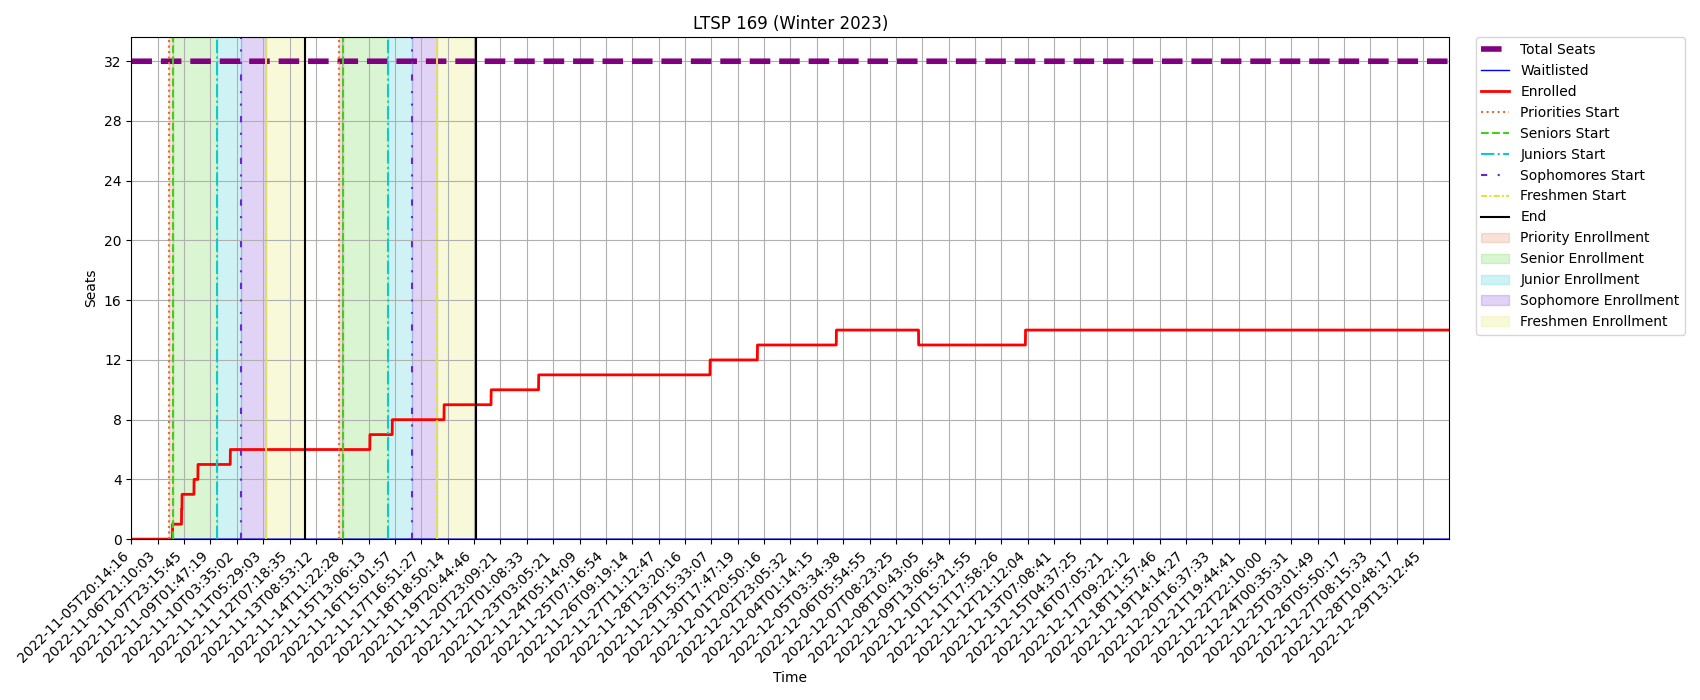 LTSP 169 (Winter 2023)
Seats
32
28
24
20
16
12
8
4
0
2022-11-05T20:14:16
2022-11-06T21:10:03
2022-11-07T23:15:45
2022-11-09T01:47:19
2022-11-10T03:35:02
2022-11-11T05:29:03
2022-11-12T07:18:35
2022-11-13T08:53:12
2022-11-14T11:22:28
2022-11-15T13:06:13
2022-11-16T15:01:57
2022-11-17T16:51:27
2022-11-18T18:50:14
2022-11-19T20:44:46
2022-11-20T23:09:21
2022-11-22T01:08:33
2022-11-23T03:05:21
2022-11-24T05:14:09
2022-11-25T07:16:54
2022-11-26T09:19:14
2022-11-27T11:12:47
2022-11-28T13:20:16
2022-11-29T15:33:07
2022-11-30T17:47:19
2022-12-01T20:50:16
2022-12-02T23:05:32
2022-12-04T01:14:15
2022-12-05T03:34:38
2022-12-06T05:54:55
2022-12-07T08:23:25
2022-12-08T10:43:05
2022-12-09T13:06:54
2022-12-10T15:21:55
2022-12-11T17:58:26
2022-12-12T21:12:04
2022-12-13T17:08:41
2022-12-15T04:37:25
2022-12-16T07:05:21
2022-12-17T09:22:12
2022-12-18T11:57:46
2022-12-19T14:14:27
2022-12-20T16:37:33
2022-12-21T19:44:41
2022-12-22T22:10:00
2022-12-24T00:35:31
2022-12-25T03:01:49
2022-12-26T05:50:17
2022-12-27T08:15:33
2022-12-28T10:48:17
2022-12-29T13:12:45
Time
Total Seats
Waitlisted
Enrolled
Priorities Start
Seniors Start
Juniors Start
Sophomores Start
Freshmen Start
End
Priority Enrollment
Senior Enrollment
Junior Enrollment
Sophomore Enrollment
Freshmen Enrollment